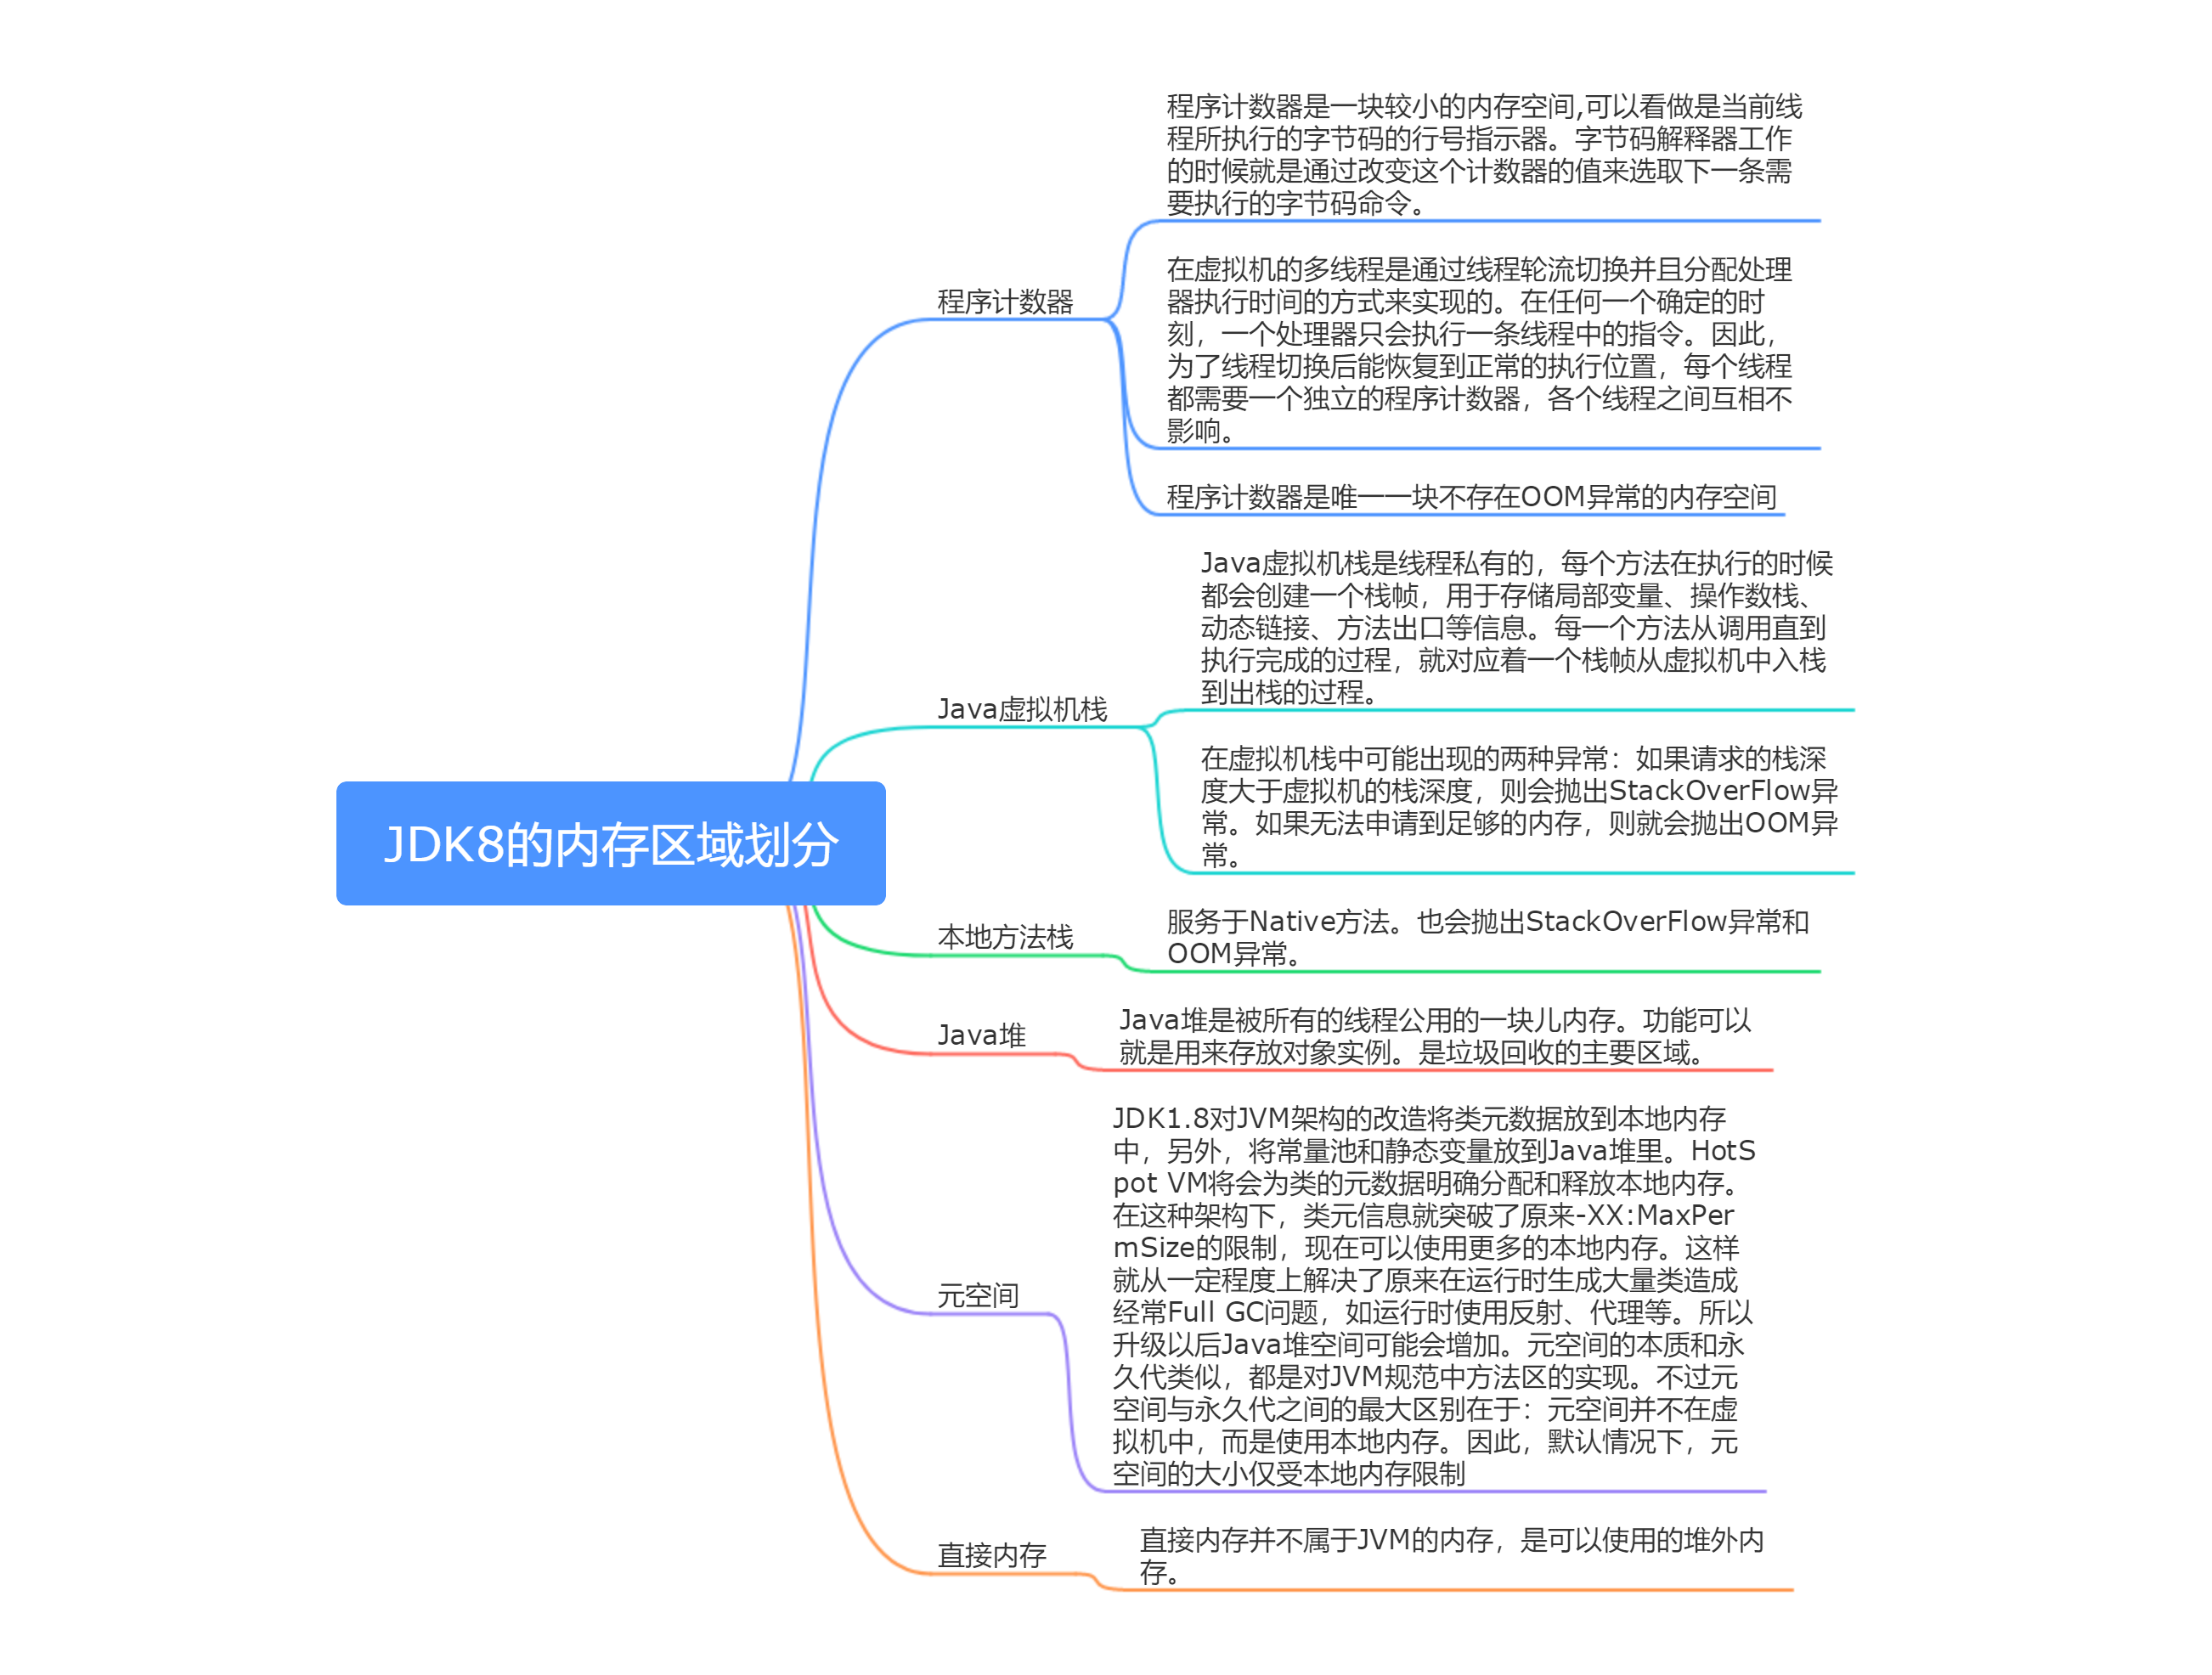 程序计数器是一块较小的内存空间,可以看做是当前线
程所执行的字节码的行号指示器。字节码解释器工作
的时候就是通过改变这个计数器的值来选取下一条需
要执行的字节码命令。
在虚拟机的多线程是通过线程轮流切换并且分配处理
器执行时间的方式来实现的。在任何一个确定的时
刻，一个处理器只会执行一条线程中的指令。因此，
为了线程切换后能恢复到正常的执行位置，每个线程
都需要一个独立的程序计数器，各个线程之间互相不
影响。
程序计数器
程序计数器是唯一一块不存在OOM异常的内存空间
Java虚拟机栈是线程私有的，每个方法在执行的时候
都会创建一个栈帧，用于存储局部变量、操作数栈、
动态链接、方法出口等信息。每一个方法从调用直到
执行完成的过程，就对应着一个栈帧从虚拟机中入栈
到出栈的过程。
Java虚拟机栈
在虚拟机栈中可能出现的两种异常：如果请求的栈深
度大于虚拟机的栈深度，则会抛出StackOverFlow异
常。如果无法申请到足够的内存，则就会抛出OOM异
常。
JDK8的内存区域划分
本地方法栈
服务于Native方法。也会抛出StackOverFlow异常和
OOM异常。
Java堆
Java堆是被所有的线程公用的一块儿内存。功能可以
就是用来存放对象实例。是垃圾回收的主要区域。
元空间
JDK1.8对JVM架构的改造将类元数据放到本地内存
中，另外，将常量池和静态变量放到Java堆里。HotS
pot VM将会为类的元数据明确分配和释放本地内存。
在这种架构下，类元信息就突破了原来-XX:MaxPer
mSize的限制，现在可以使用更多的本地内存。这样
就从一定程度上解决了原来在运行时生成大量类造成
经常Full GC问题，如运行时使用反射、代理等。所以
升级以后Java堆空间可能会增加。元空间的本质和永
久代类似，都是对JVM规范中方法区的实现。不过元
空间与永久代之间的最大区别在于：元空间并不在虚
拟机中，而是使用本地内存。因此，默认情况下，元
空间的大小仅受本地内存限制
直接内存
直接内存并不属于JVM的内存，是可以使用的堆外内
存。